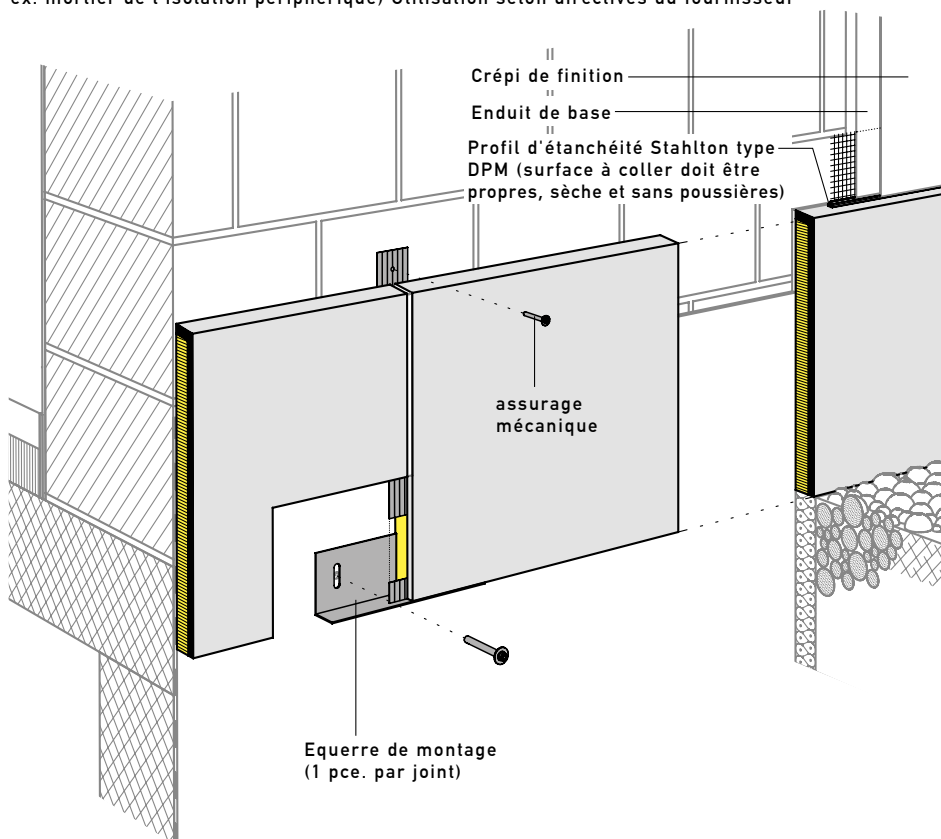 ex. mortier de l'isolation périphérique) Utilisation selon directives du fournisseur
Crépi de finition
Enduit de base
Profil d'étanchéité Stahlton type
DPM (surface à coller doit être
propres, sèche et sans poussières)
assurage
mécanique
Equerre de montage
(1 pce. par joint)